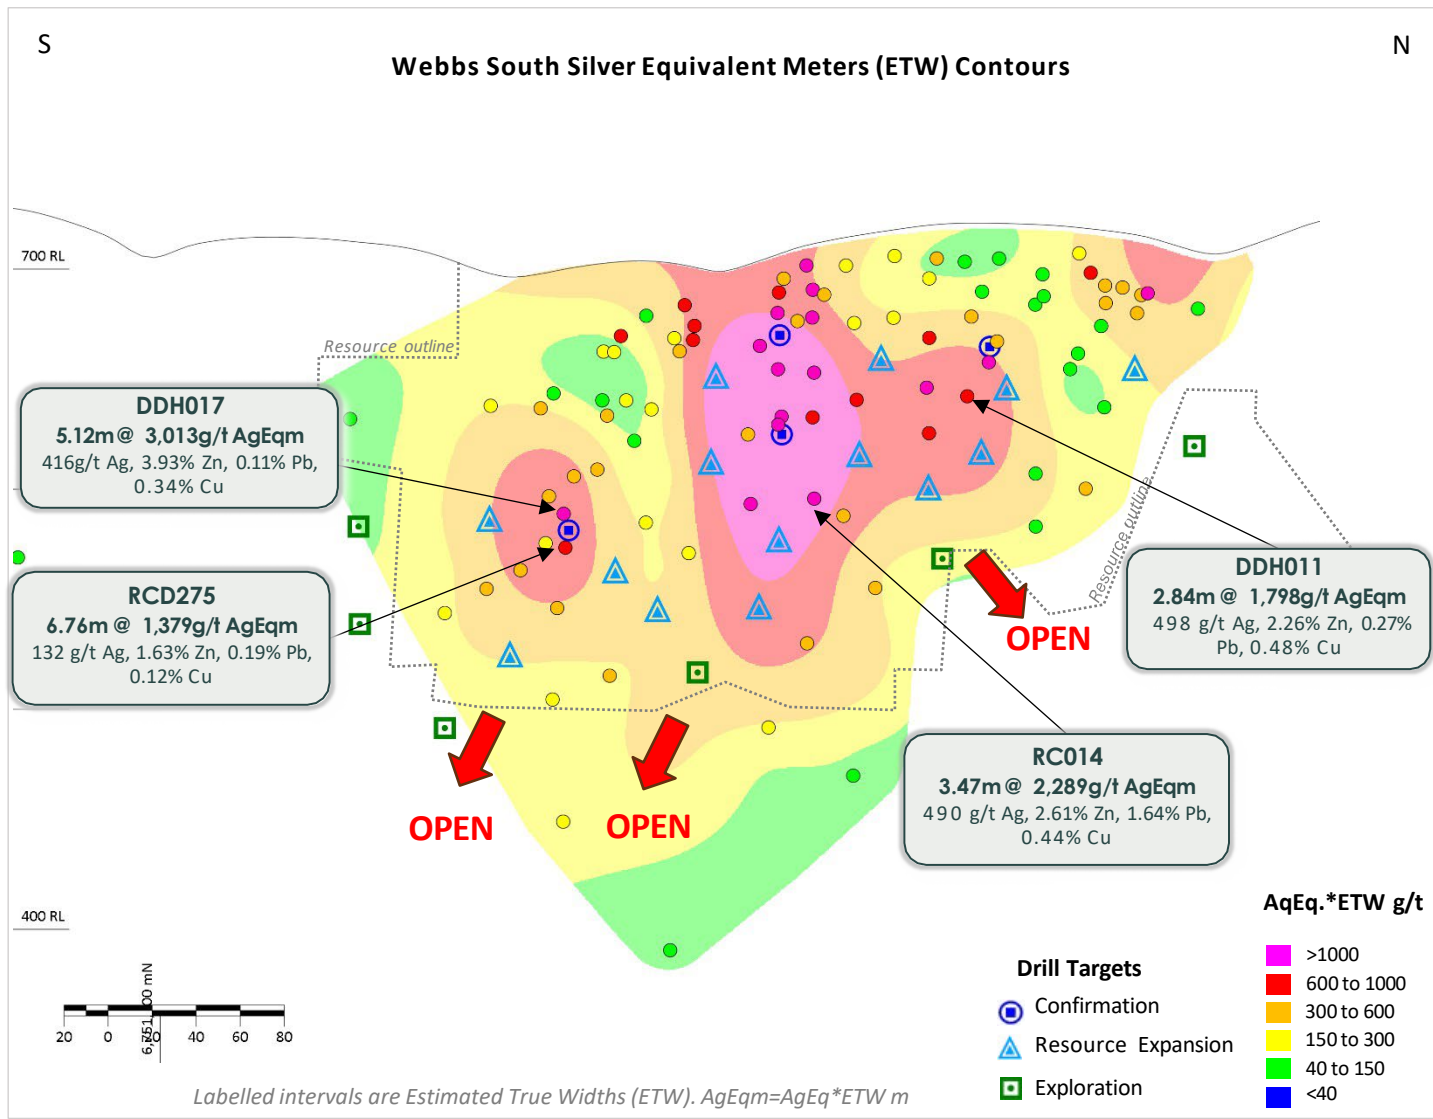 S
N
Webbs South Silver Equivalent Meters (ETW) Contours
700 RL
Resource outline
DDH017
5.12m @ 3,013g/t AgEqm
416g/t Ag, 3.93% Zn, 0.11% Pb,
0.34% Cu
RCD275
6.76m @ 1,379g/t AgEqm
132 g/t Ag, 1.63% Zn, 0.19% Pb,
0.12% Cu
Resource outline
DDH011
2.84m @ 1,798g/t AgEqm
498 g/t Ag, 2.26% Zn, 0.27%
Pb, 0.48% Cu
OPEN
OPEN
OPEN
RC014
3.47m @ 2,289g/t AgEqm
490 g/t Ag, 2.61% Zn, 1.64% Pb,
0.44% Cu
400 RL
20 0 20 40 60 80
Drill Targets
Confirmation
Resource Expansion
Exploration
AqEq.*ETW g/t
>1000
600 to 1000
300 to 600
150 to 300
40 to 150
<40
Labelled intervals are Estimated True Widths (ETW). AgEqm=AgEq*ETW m